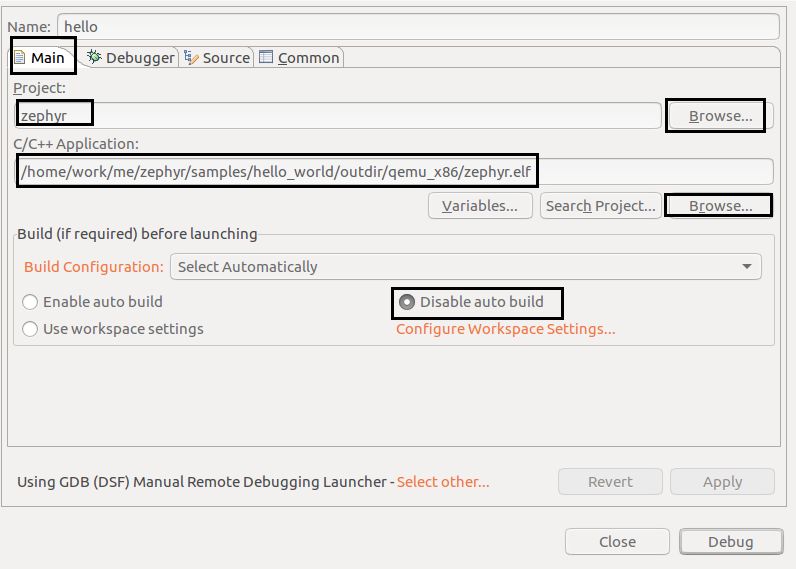 Name: hello
Main Debugger Source Common
Project:
zephyr Browse...
C/C++ Application:
/home/work/me/zephyr/samples/hello_world/outdir/qemu_x86/zephyr.elf
Variables... Search Project... Browse...
Build (if required) before launching
Build Configuration: Select Automatically
Enable auto build Disable auto build
Use workspace settings Configure Workspace Settings...
Using GDB (DSF) Manual Remote Debugging Launcher - Select other... Revert Apply
Close Debug